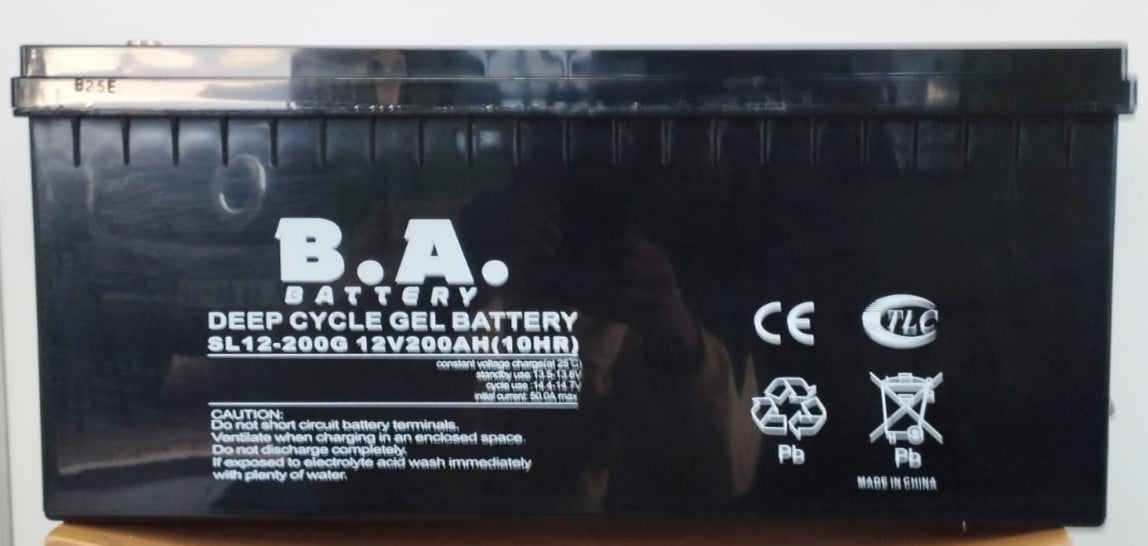 B25E
B.A.
BATTERY
DEEP CYCLE GEL BATTERY
SL12-200G 12V200AH(10HR)
constant voltage charge(at 25℃)
standby use:13.5-13.8V
cycle use :14.4-14.7V
initial current: 50.0A max
CAUTION:
Do not short circuit battery terminals.
Ventilate when charging in an enclosed space.
Do not discharge completely.
If exposed to electrolyte acid wash immediately
with plenty of water.
CE TLC
Pb Pb
MADE IN CHINA